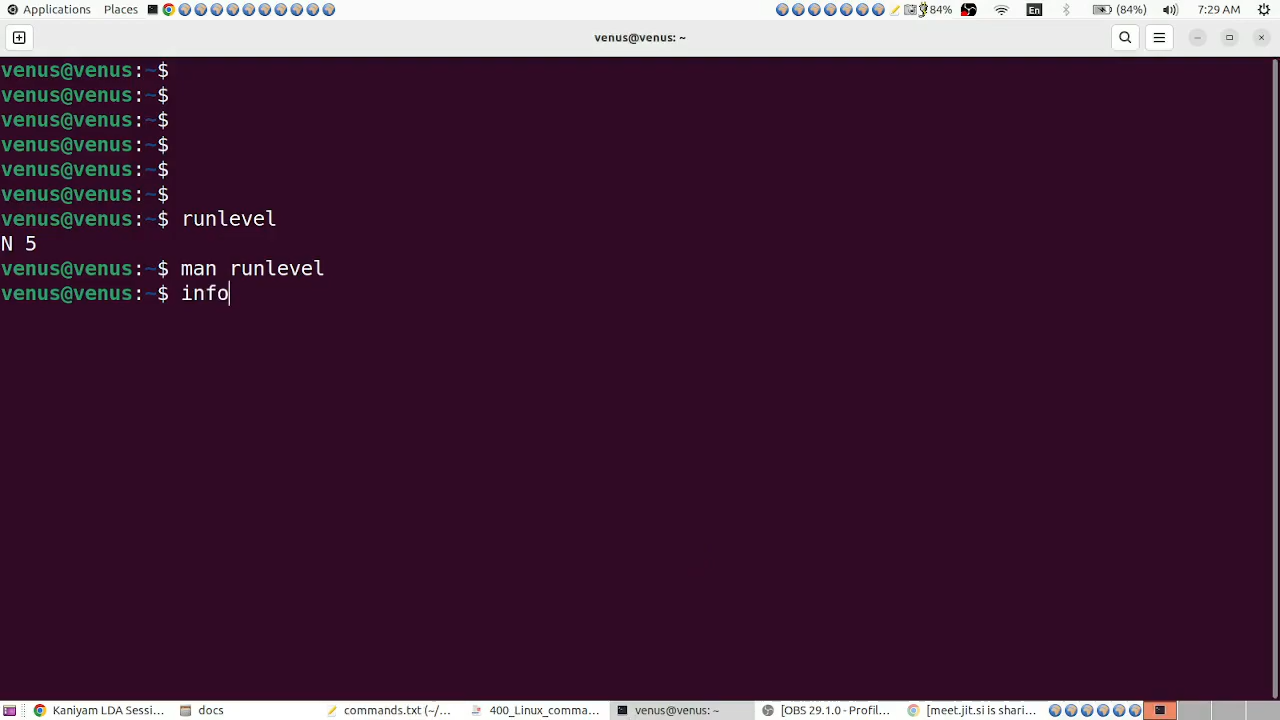 Applications Places 84% En (84%) 7:29 AM
venus@venus: ~
venus@venus:~$
venus@venus:~$
venus@venus:~$
venus@venus:~$
venus@venus:~$
venus@venus:~$
venus@venus:~$ runlevel
N 5
venus@venus:~$ man runlevel
venus@venus:~$ info
Kaniyam LDA Sessi... docs commands.txt (~/... 400_Linux_comma... venus@venus: ~ [OBS 29.1.0 - Profil... [meet.jit.si is shari...